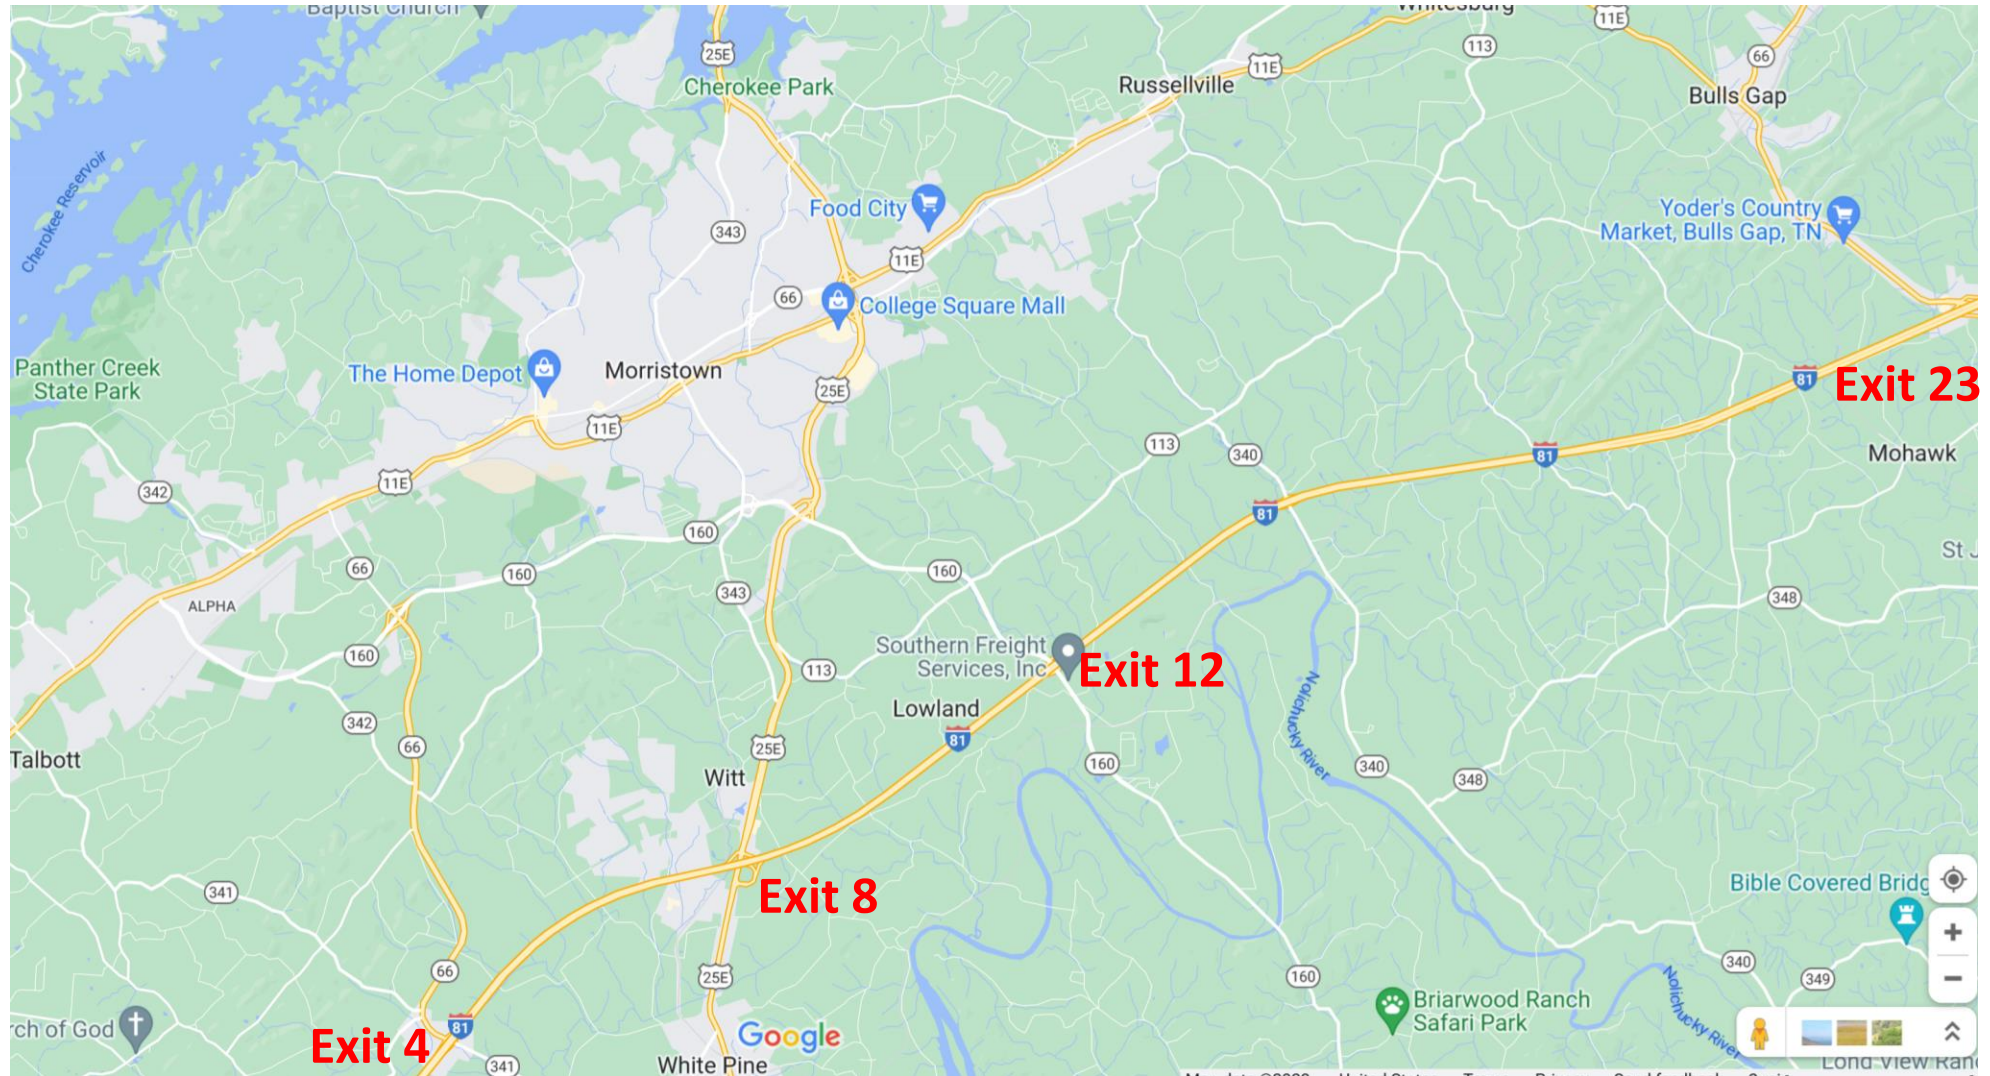 Baptist Church
Whitesburg
11E
25E
113
66
Cherokee Park
Russellville
11E
Bulls Gap
Cherokee Reservoir
Food City
343
Yoder's Country
Market, Bulls Gap, TN
11E
66
College Square Mall
Panther Creek
State Park
The Home Depot
Morristown
25E
81
Exit 23
11E
113
340
81
Mohawk
342
11E
81
160
St J
66
160
160
343
348
ALPHA
160
113
Southern Freight
Services, Inc
Exit 12
Nolichucky River
Lowland
342
66
25E
81
160
340
348
Talbott
Witt
341
Exit 8
Bible Covered Bridg
66
25E
160
340
349
Nolichucky River
rch of God
81
Exit 4
341
Google
White Pine
Briarwood Ranch
Safari Park
Long View Ran